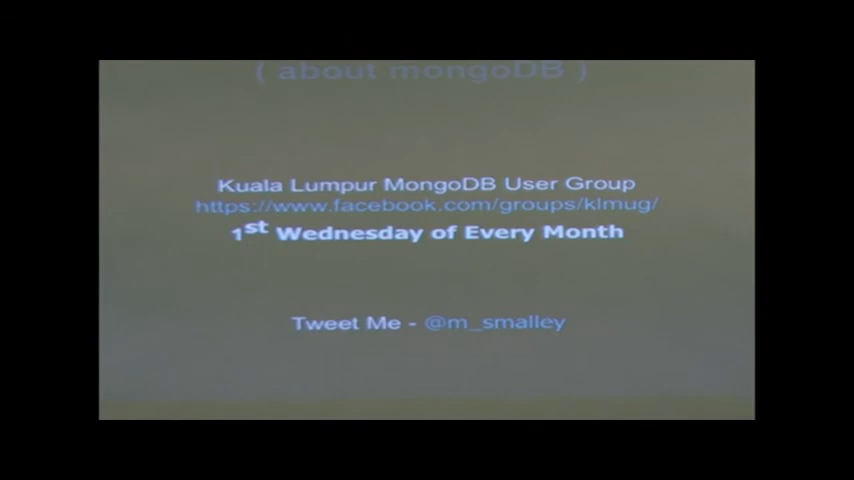 ( about mongoDB )
Kuala Lumpur MongoDB User Group
https://www.facebook.com/groups/klmug/
1st Wednesday of Every Month
Tweet Me - @m_smalley